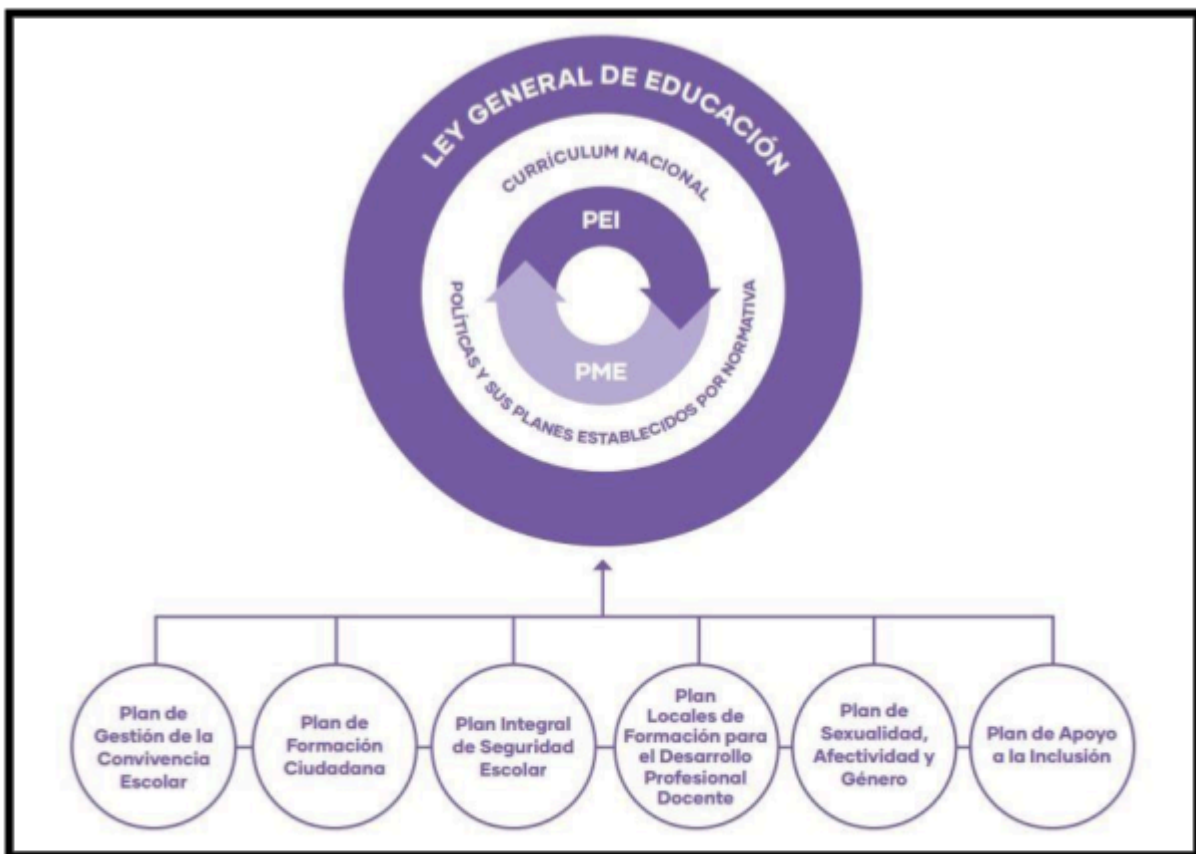 LEY GENERAL DE EDUCACIÓN
CURRÍCULUM NACIONAL
PEI
PME
POLÍTICAS Y SUS PLANES ESTABLECIDOS POR NORMATIVA
Plan de
Gestión de la
Convivencia
Escolar
Plan de
Formación
Ciudadana
Plan Integral
de Seguridad
Escolar
Plan
Locales de
Formación para
el Desarrollo
Profesional
Docente
Plan de
Sexualidad,
Afectividad y
Género
Plan de Apoyo
a la Inclusión